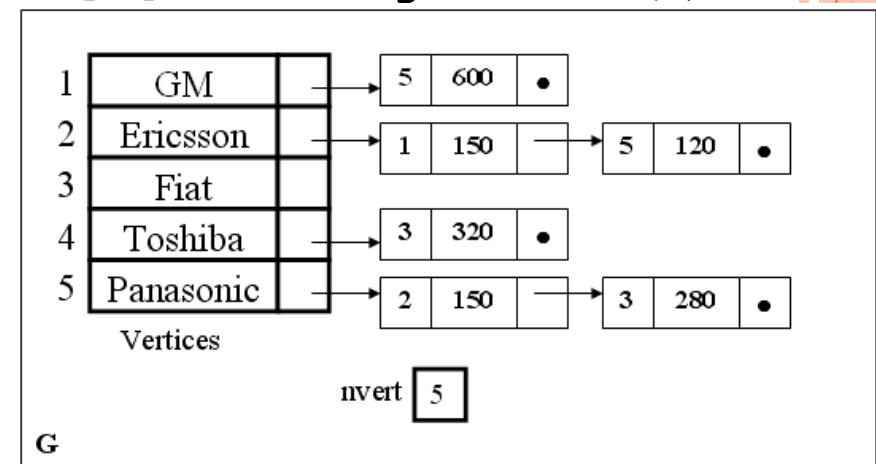 1 GM 5 600
2 Ericsson 1 150 5 120
3 Fiat
4 Toshiba 3 320
5 Panasonic 2 150 3 280
Vertices
nvert 5
G